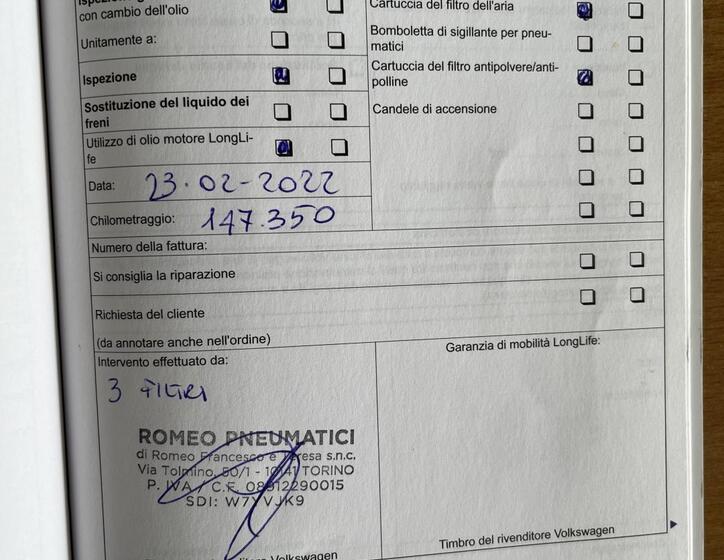 con cambio dell'olio
Unitamente a:
Ispezione
Sostituzione del liquido dei
freni
Utilizzo di olio motore LongLi-
fe
Data: 23.02-2022
Chilometraggio: 147.350
Cartuccia del filtro dell'aria
Bomboletta di sigillante per pneu-
matici
Cartuccia del filtro antipolvere/anti-
polline
Candele di accensione
Numero della fattura:
Si consiglia la riparazione
Richiesta del cliente
(da annotare anche nell'ordine)
Intervento effettuato da:
3 FILTRI
ROMEO PNEUMATICI
di Romeo Francesco e Teresa s.n.c.
Via Tolmino, 50/1 - 10141 TORINO
P. IVA / C.F. 08912290015
SDI: W7YVJK9
Volkswagen
Garanzia di mobilità LongLife:
Timbro del rivenditore Volkswagen